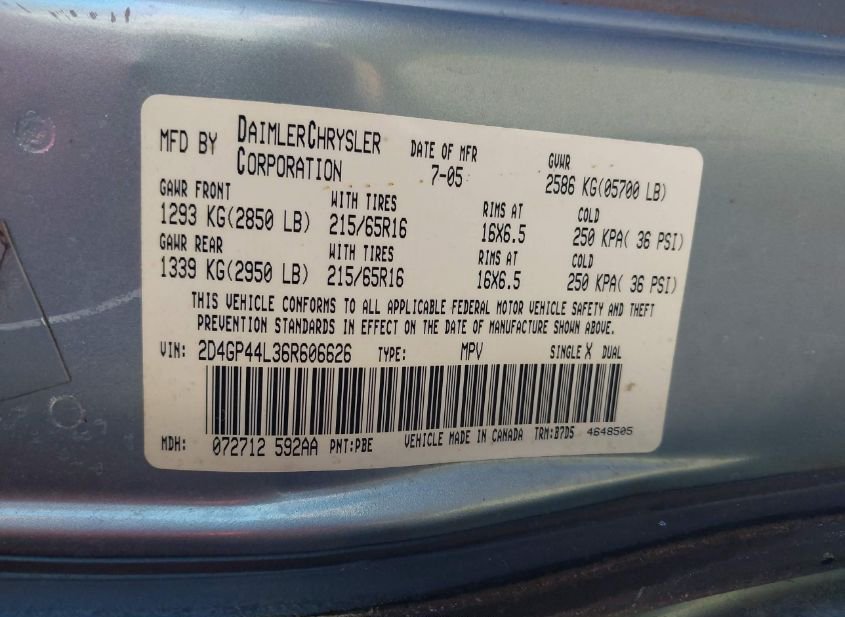 MFD BY DAIMLERCHRYSLER CORPORATION DATE OF MFR 7-05 GVWR 2586 KG(05700 LB)
GAWR FRONT WITH TIRES RIMS AT COLD
1293 KG(2850 LB) 215/65R16 16X6.5 250 KPA( 36 PSI)
GAWR REAR WITH TIRES RIMS AT COLD
1339 KG(2950 LB) 215/65R16 16X6.5 250 KPA( 36 PSI)
THIS VEHICLE CONFORMS TO ALL APPLICABLE FEDERAL MOTOR VEHICLE SAFETY AND THEFT
PREVENTION STANDARDS IN EFFECT ON THE DATE OF MANUFACTURE SHOWN ABOVE.
VIN: 2D4GP44L36R606626 TYPE: MPV SINGLE X DUAL
MDH: 072712 592AA PNT:PBE VEHICLE MADE IN CANADA TRM:B7D5 4648505